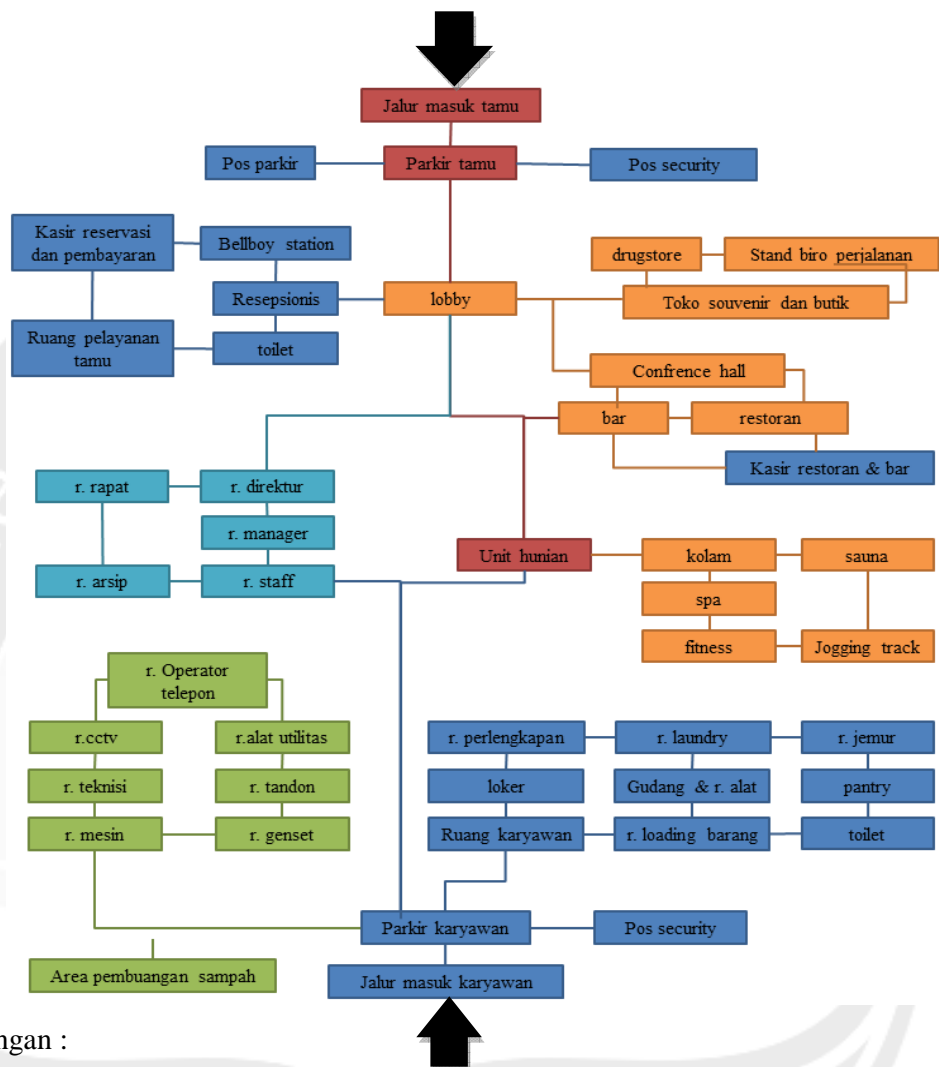 Jalur masuk tamu
Pos parkir
Parkir tamu
Pos security
Kasir reservasi
dan pembayaran
Bellboy station
drugstore
Stand biro perjalanan
Resepsionis
lobby
Toko souvenir dan butik
Ruang pelayanan
tamu
toilet
Confrence hall
bar
restoran
Kasir restoran & bar
r. rapat
r. direktur
r. manager
Unit hunian
kolam
sauna
r. arsip
r. staff
spa
fitness
Jogging track
r. Operator
telepon
r.cctv
r.alat utilitas
r. perlengkapan
r. laundry
r. jemur
r. teknisi
r. tandon
loker
Gudang & r. alat
pantry
r. mesin
r. genset
Ruang karyawan
r. loading barang
toilet
Parkir karyawan
Pos security
Area pembuangan sampah
Jalur masuk karyawan
ngan :